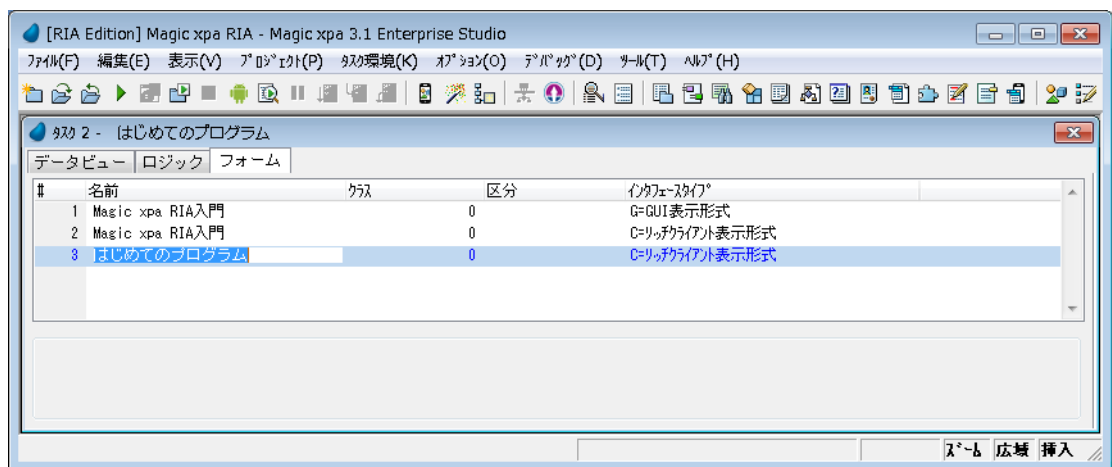 [RIA Edition] Magic xpa RIA - Magic xpa 3.1 Enterprise Studio
ﾌｧｲﾙ(F) 編集(E) 表示(V) ﾌﾟﾛｼﾞｪｸﾄ(P) ﾀｽｸ環境(K) ｵﾌﾟｼｮﾝ(O) ﾃﾞﾊﾞｯｸﾞ(D) ﾂｰﾙ(T) ﾍﾙﾌﾟ(H)
ﾀｽｸ 2 - はじめてのプログラム
データビュー ロジック フォーム
# 名前 ｸﾗｽ 区分 ｲﾝﾀﾌｪｰｽﾀｲﾌﾟ
1 Magic xpa RIA入門 0 G=GUI表示形式
2 Magic xpa RIA入門 0 C=ﾘｯﾁｸﾗｲｱﾝﾄ表示形式
3 はじめてのプログラム 0 C=ﾘｯﾁｸﾗｲｱﾝﾄ表示形式
ｽﾞｰﾑ 広域 挿入